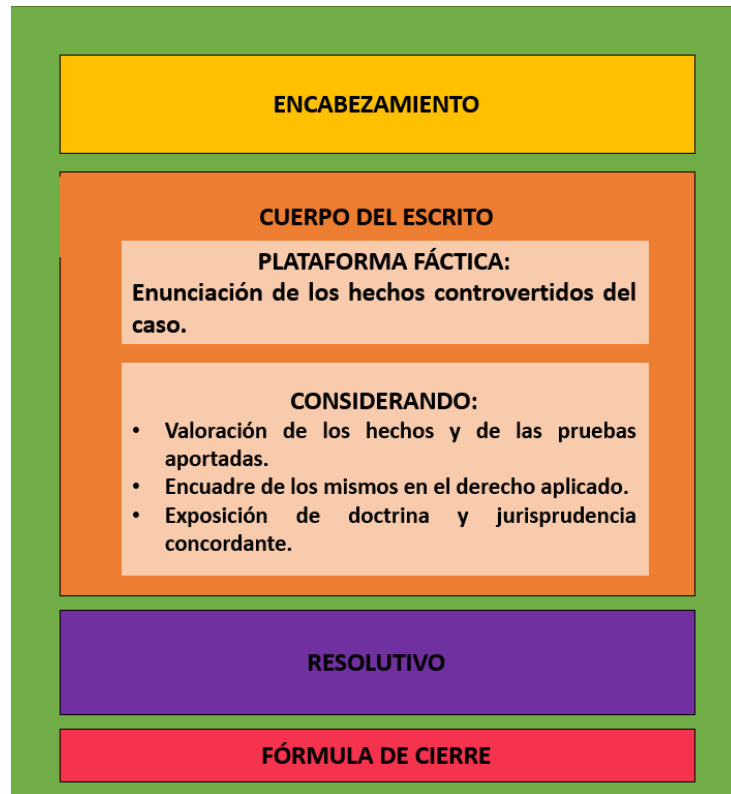 ENCABEZAMIENTO
CUERPO DEL ESCRITO
PLATAFORMA FÁCTICA:
Enunciación de los hechos controvertidos del
caso.
CONSIDERANDO:
• Valoración de los hechos y de las pruebas
aportadas.
• Encuadre de los mismos en el derecho aplicado.
• Exposición de doctrina y jurisprudencia
concordante.
RESOLUTIVO
FÓRMULA DE CIERRE